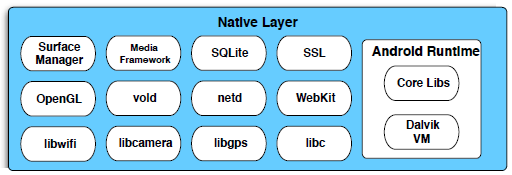 Native Layer
Surface
Manager
Media
Framework
SQLite
SSL
Android Runtime
Core Libs
OpenGL
vold
netd
WebKit
Dalvik
VM
libwifi
libcamera
libgps
libc